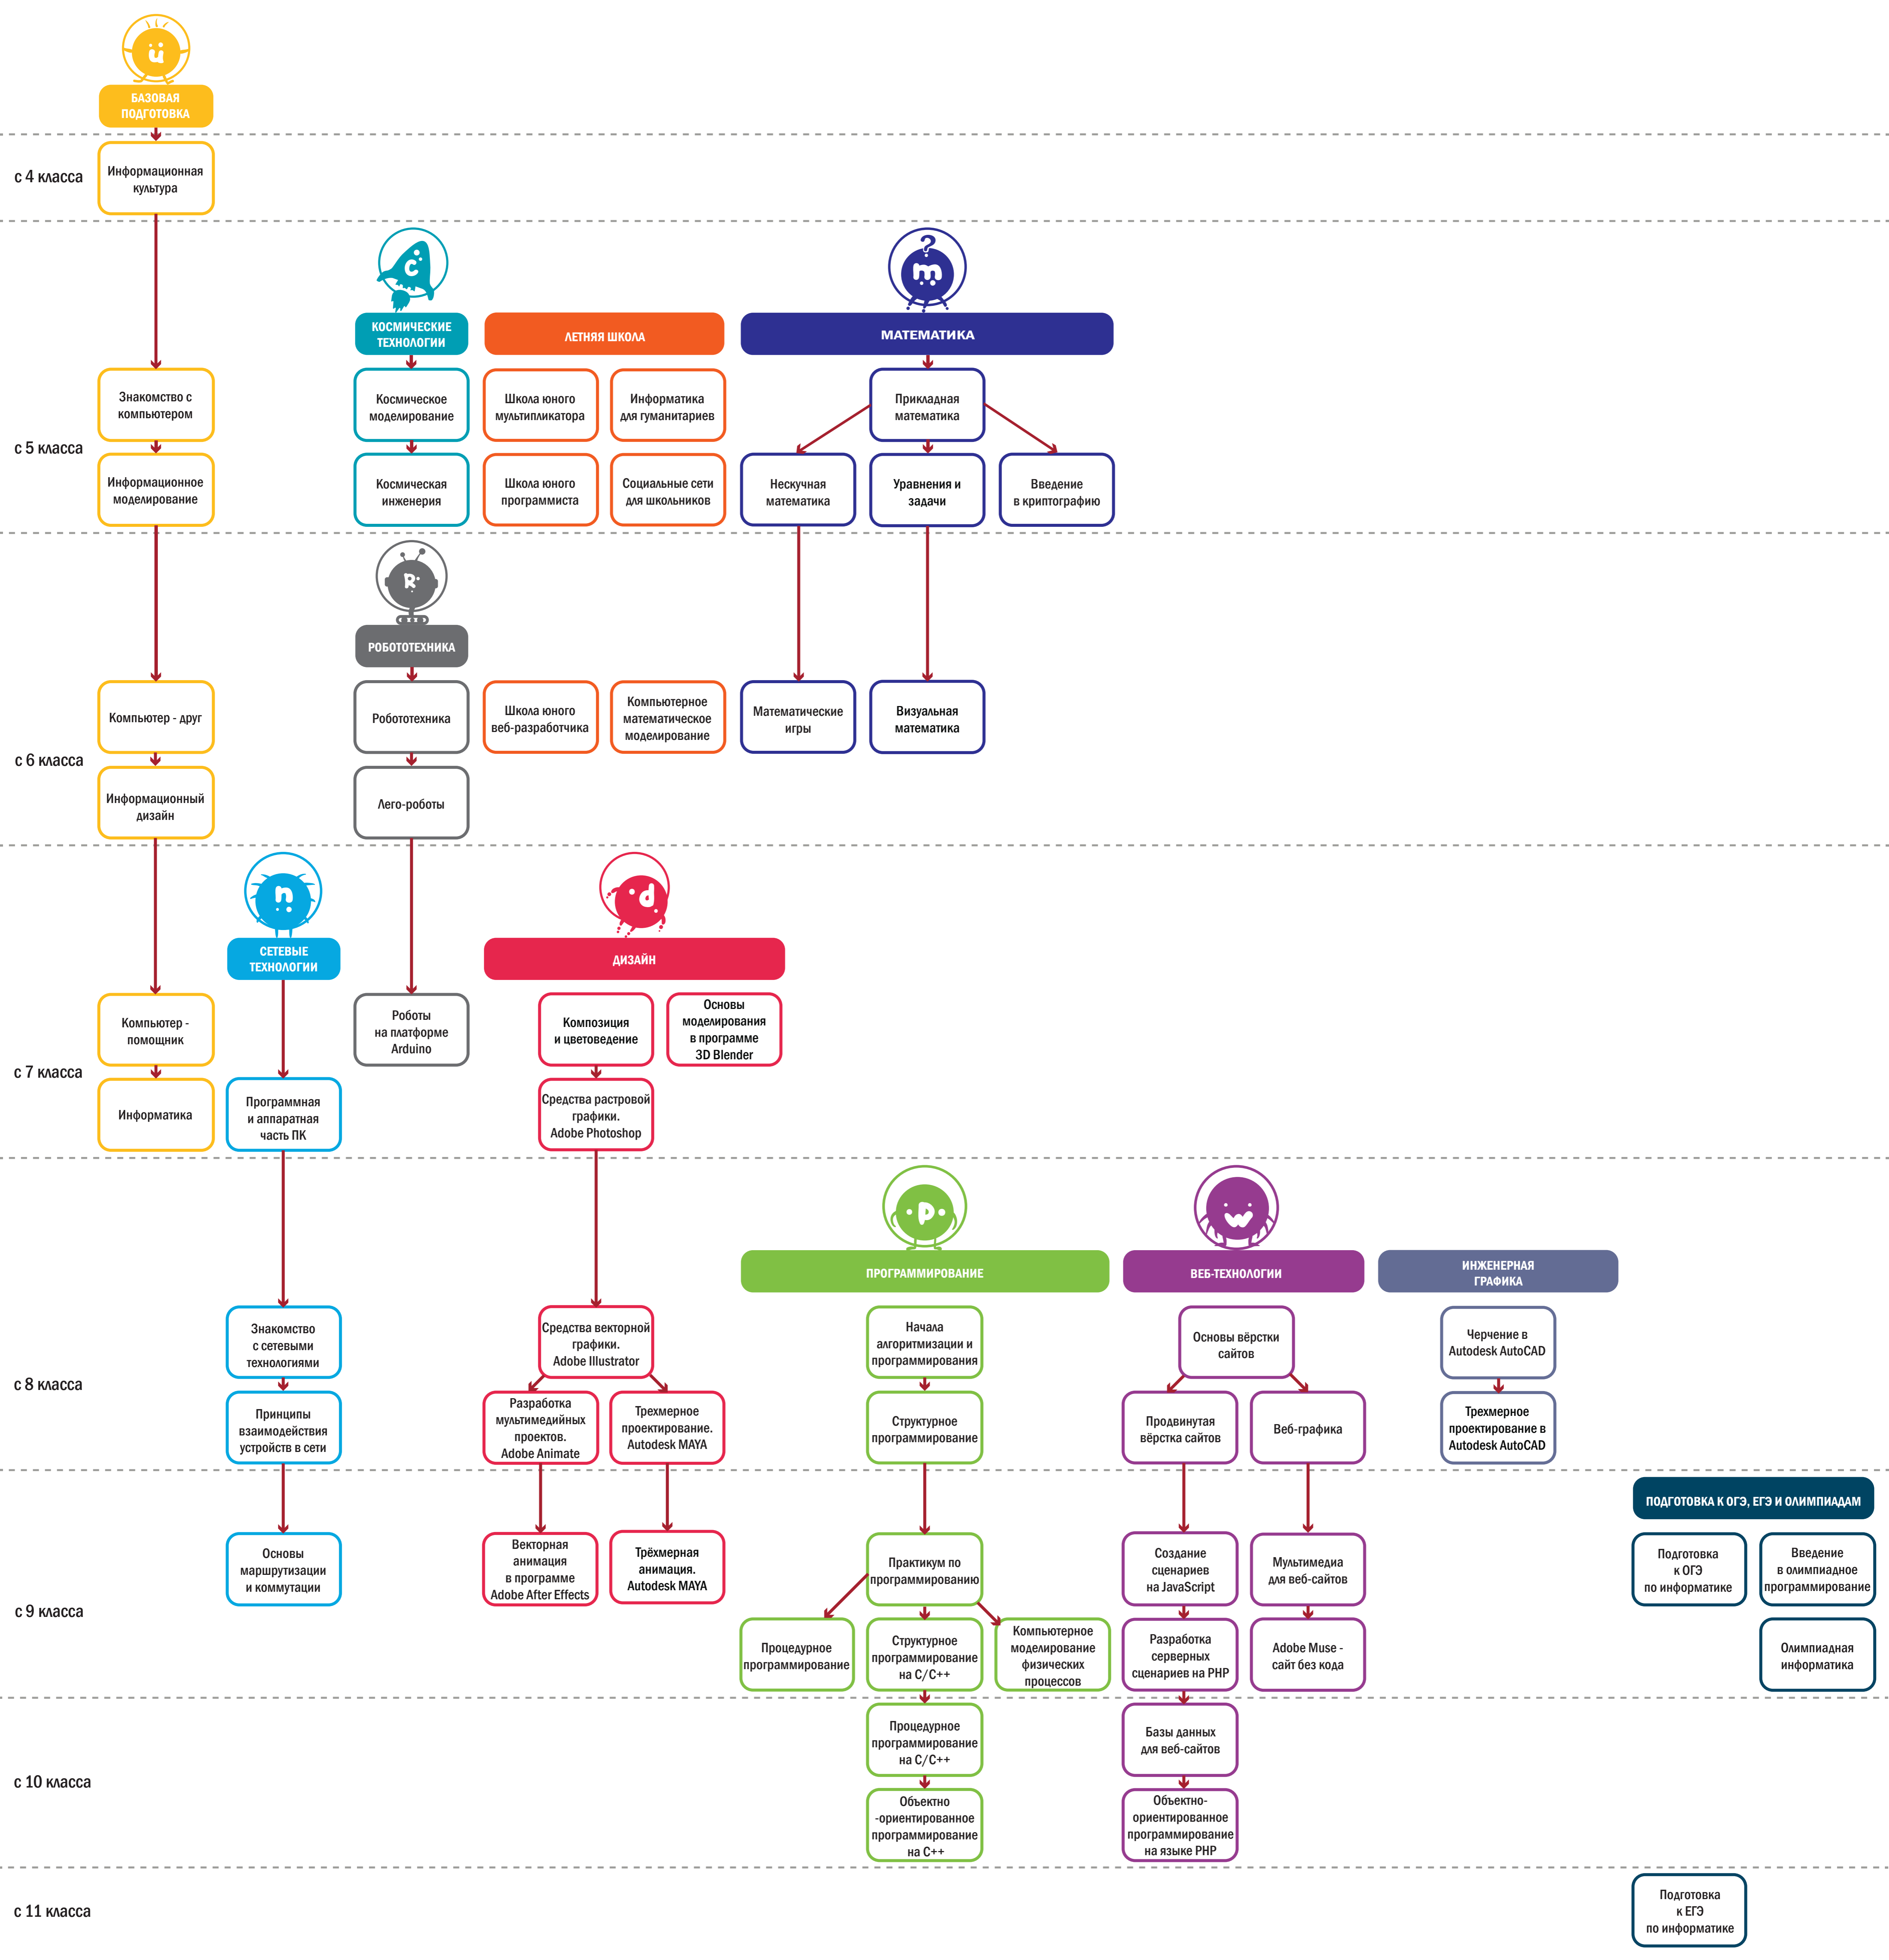 ü
БАЗОВАЯ
ПОДГОТОВКА
с 4 класса
Информационная
культура
c
m
?
КОСМИЧЕСКИЕ
ТЕХНОЛОГИИ
ЛЕТНЯЯ ШКОЛА
МАТЕМАТИКА
с 5 класса
Знакомство с
компьютером
Космическое
моделирование
Школа юного
мультипликатора
Информатика
для гуманитариев
Прикладная
математика
Информационное
моделирование
Космическая
инженерия
Школа юного
программиста
Социальные сети
для школьников
Нескучная
математика
Уравнения и
задачи
Введение
в криптографию
R
РОБОТОТЕХНИКА
с 6 класса
Компьютер - друг
Робототехника
Школа юного
веб-разработчика
Компьютерное
математическое
моделирование
Математические
игры
Визуальная
математика
Информационный
дизайн
Лего-роботы
n
d
СЕТЕВЫЕ
ТЕХНОЛОГИИ
ДИЗАЙН
с 7 класса
Компьютер -
помощник
Роботы
на платформе
Arduino
Композиция
и цветоведение
Основы
моделирования
в программе
3D Blender
Информатика
Программная
и аппаратная
часть ПК
Средства растровой
графики.
Adobe Photoshop
p
w
ПРОГРАММИРОВАНИЕ
ВЕБ-ТЕХНОЛОГИИ
ИНЖЕНЕРНАЯ
ГРАФИКА
с 8 класса
Знакомство
с сетевыми
технологиями
Средства векторной
графики.
Adobe Illustrator
Начала
алгоритмизации и
программирования
Основы вёрстки
сайтов
Черчение в
Autodesk AutoCAD
Принципы
взаимодействия
устройств в сети
Разработка
мультимедийных
проектов.
Adobe Animate
Трехмерное
проектирование.
Autodesk MAYA
Структурное
программирование
Продвинутая
вёрстка сайтов
Веб-графика
Трехмерное
проектирование в
Autodesk AutoCAD
ПОДГОТОВКА К ОГЭ, ЕГЭ И ОЛИМПИАДАМ
с 9 класса
Основы
маршрутизации
и коммутации
Векторная
анимация
в программе
Adobe After Effects
Трёхмерная
анимация.
Autodesk MAYA
Практикум по
программированию
Создание
сценариев
на JavaScript
Мультимедиа
для веб-сайтов
Подготовка
к ОГЭ
по информатике
Введение
в олимпиадное
программирование
Процедурное
программирование
Структурное
программирование
на C/C++
Компьютерное
моделирование
физических
процессов
Разработка
серверных
сценариев на PHP
Adobe Muse -
сайт без кода
Олимпиадная
информатика
с 10 класса
Процедурное
программирование
на C/C++
Базы данных
для веб-сайтов
Объектно
-ориентированное
программирование
на C++
Объектно-
ориентированное
программирование
на языке PHP
с 11 класса
Подготовка
к ЕГЭ
по информатике